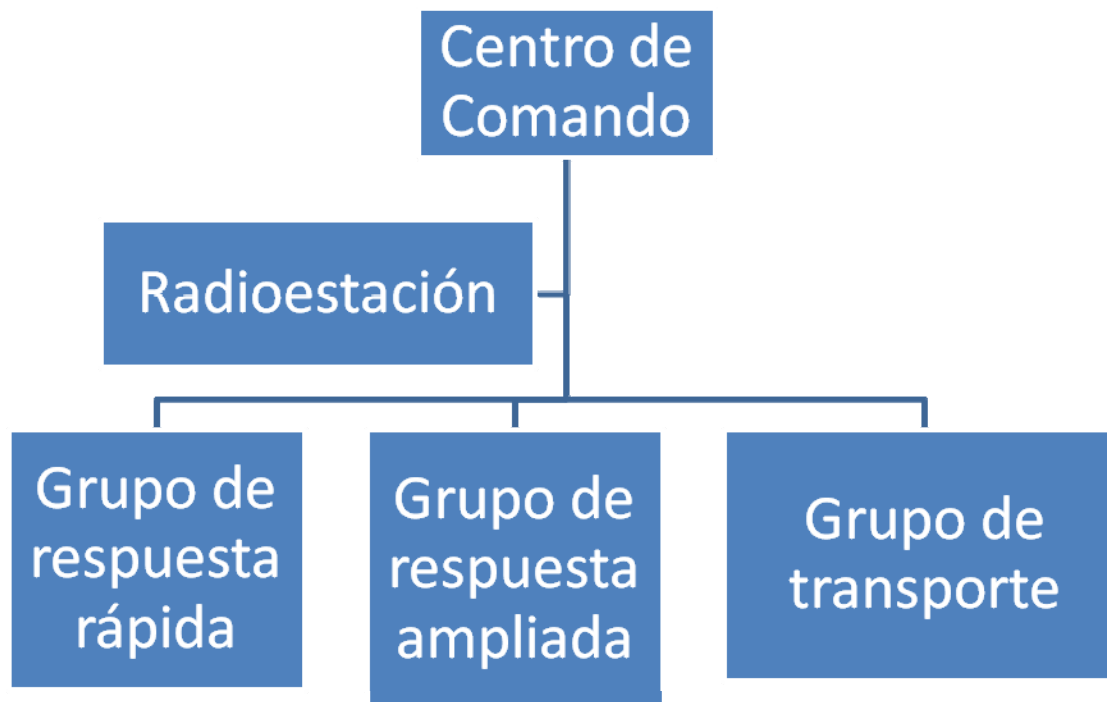 Centro de
Comando
Radioestación
Grupo de
respuesta
rápida
Grupo de
respuesta
ampliada
Grupo de
transporte